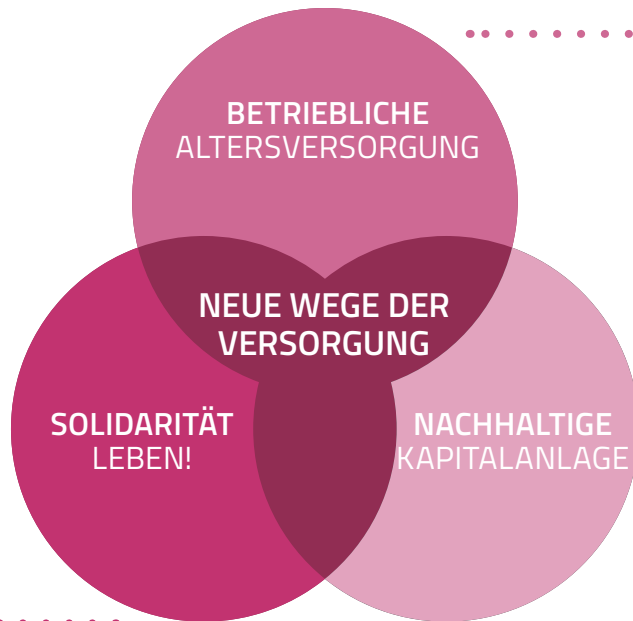 BETRIEBLICHE
ALTERSVERSORGUNG
NEUE WEGE DER
VERSORGUNG
SOLIDARITÄT
LEBEN!
NACHHALTIGE
KAPITALANLAGE